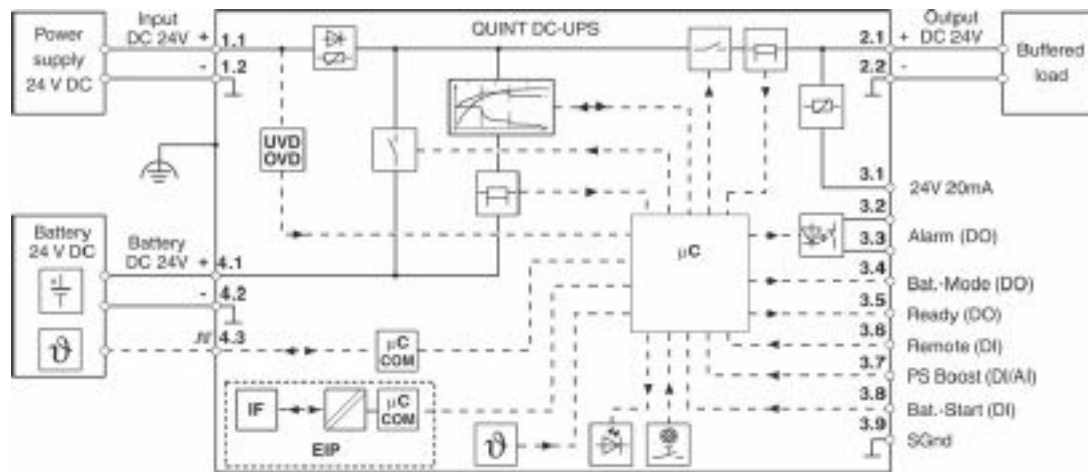 Power
supply
24 V DC
Input
DC 24V +
-
1.1
1.2
QUINT DC-UPS
2.1
2.2
Output
+ DC 24V
-
Buffered
load
UVD
OVD
3.1
24V 20mA
3.2
3.3
Alarm (DO)
µC
Battery
24 V DC
Battery
DC 24V +
-
4.1
4.2
4.3
3.4
Bat.-Mode (DO)
3.5
Ready (DO)
3.6
Remote (DI)
3.7
PS Boost (DI/AI)
3.8
Bat.-Start (DI)
3.9
SGnd
ϑ
µC
COM
IF
µC
COM
EIP
ϑ